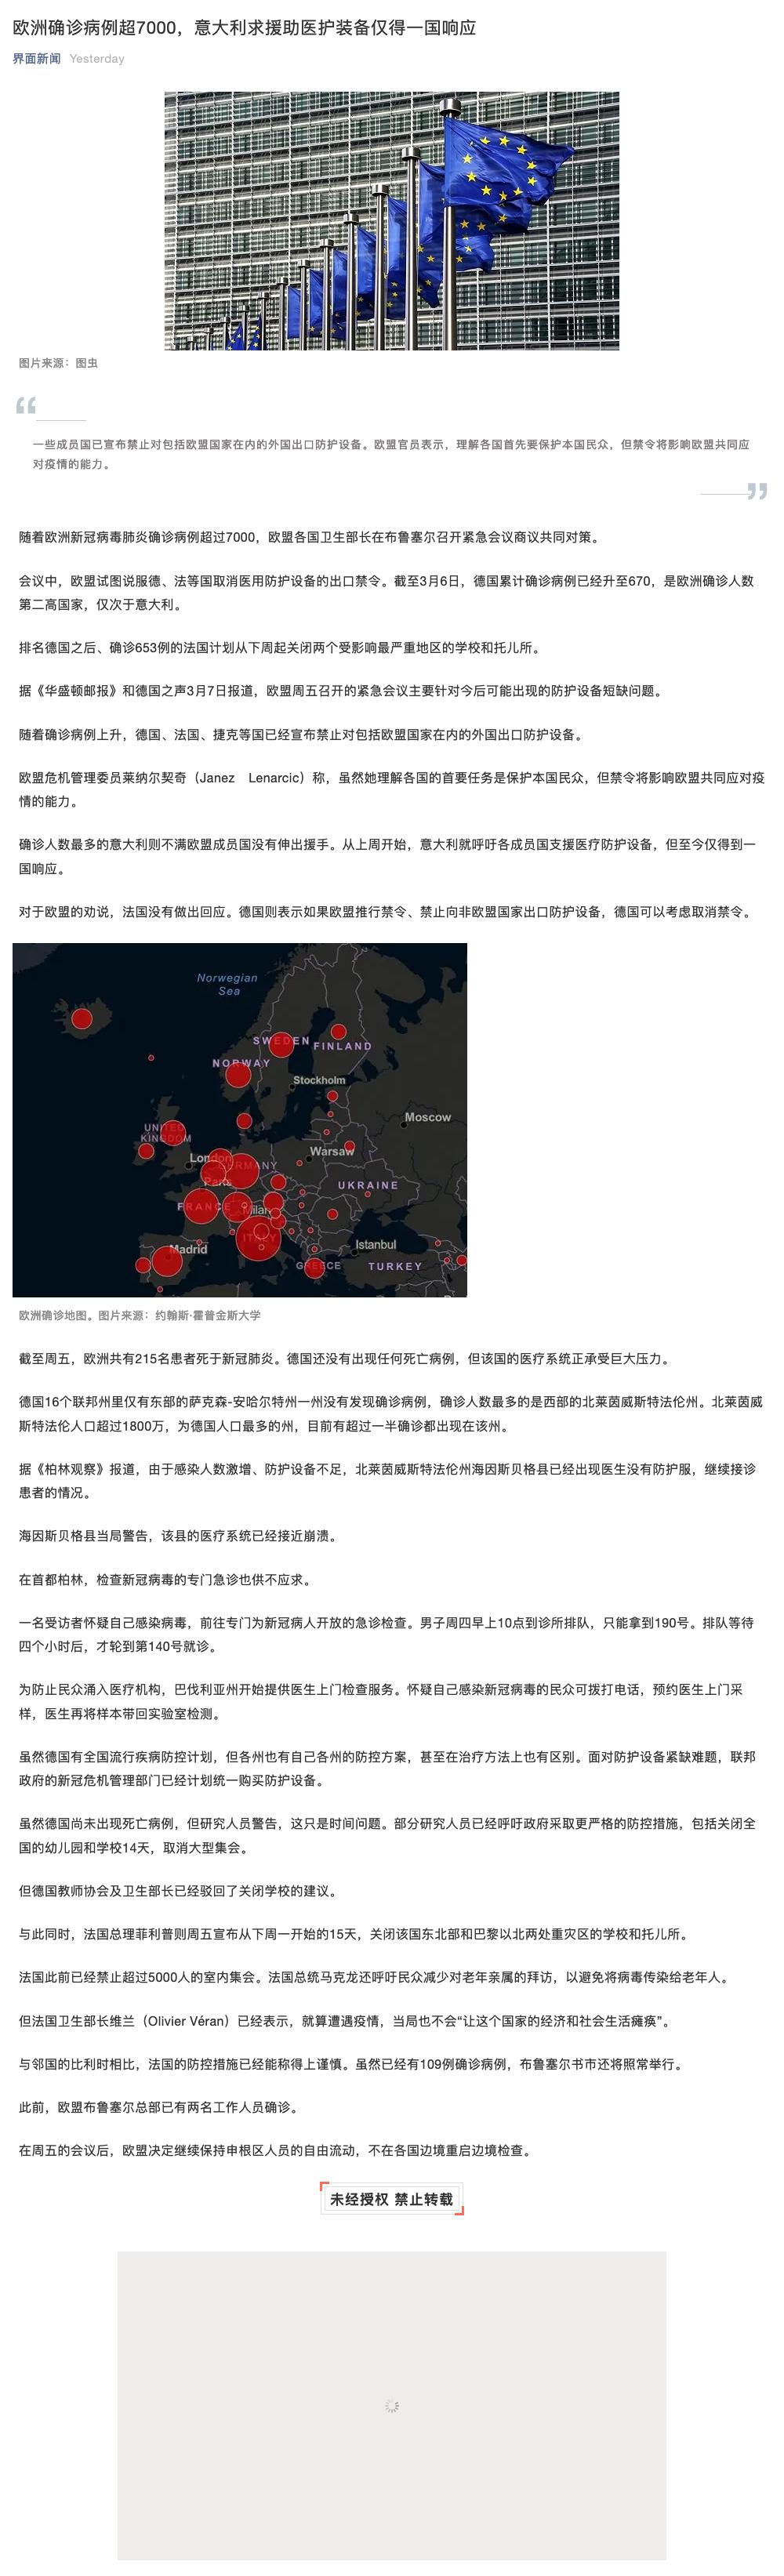 欧洲确诊病例超7000，意大利求援助医护装备仅得一国响应
界面新闻 Yesterday
图片来源：图虫
“
一些成员国已宣布禁止对包括欧盟国家在内的外国出口防护设备。欧盟官员表示，理解各国首先要保护本国民众，但禁令将影响欧盟共同应
对疫情的能力。
”
随着欧洲新冠病毒肺炎确诊病例超过7000，欧盟各国卫生部长在布鲁塞尔召开紧急会议商议共同对策。
会议中，欧盟试图说服德、法等国取消医用防护设备的出口禁令。截至3月6日，德国累计确诊病例已经升至670，是欧洲确诊人数
第二高国家，仅次于意大利。
排名德国之后、确诊653例的法国计划从下周起关闭两个受影响最严重地区的学校和托儿所。
据《华盛顿邮报》和德国之声3月7日报道，欧盟周五召开的紧急会议主要针对今后可能出现的防护设备短缺问题。
随着确诊病例上升，德国、法国、捷克等国已经宣布禁止对包括欧盟国家在内的外国出口防护设备。
欧盟危机管理委员莱纳尔契奇（Janez Lenarcic）称，虽然她理解各国的首要任务是保护本国民众，但禁令将影响欧盟共同应对疫
情的能力。
确诊人数最多的意大利则不满欧盟成员国没有伸出援手。从上周开始，意大利就呼吁各成员国支援医疗防护设备，但至今仅得到一
国响应。
对于欧盟的劝说，法国没有做出回应。德国则表示如果欧盟推行禁令、禁止向非欧盟国家出口防护设备，德国可以考虑取消禁令。
Norwegian
Sea
SWEDEN
FINLAND
NORWAY
Stockholm
Moscow
UNITED
KINGDOM
London
GERMANY
Warsaw
Paris
UKRAINE
FRANCE
Milan
ITALY
Madrid
Istanbul
GREECE
TURKEY
欧洲确诊地图。图片来源：约翰斯·霍普金斯大学
截至周五，欧洲共有215名患者死于新冠肺炎。德国还没有出现任何死亡病例，但该国的医疗系统正承受巨大压力。
德国16个联邦州里仅有东部的萨克森-安哈尔特州一州没有发现确诊病例，确诊人数最多的是西部的北莱茵威斯特法伦州。北莱茵威
斯特法伦人口超过1800万，为德国人口最多的州，目前有超过一半确诊都出现在该州。
据《柏林观察》报道，由于感染人数激增、防护设备不足，北莱茵威斯特法伦州海因斯贝格县已经出现医生没有防护服，继续接诊
患者的情况。
海因斯贝格县当局警告，该县的医疗系统已经接近崩溃。
在首都柏林，检查新冠病毒的专门急诊也供不应求。
一名受访者怀疑自己感染病毒，前往专门为新冠病人开放的急诊检查。男子周四早上10点到诊所排队，只能拿到190号。排队等待
四个小时后，才轮到第140号就诊。
为防止民众涌入医疗机构，巴伐利亚州开始提供医生上门检查服务。怀疑自己感染新冠病毒的民众可拨打电话，预约医生上门采
样，医生再将样本带回实验室检测。
虽然德国有全国流行疾病防控计划，但各州也有自己各州的防控方案，甚至在治疗方法上也有区别。面对防护设备紧缺难题，联邦
政府的新冠危机管理部门已经计划统一购买防护设备。
虽然德国尚未出现死亡病例，但研究人员警告，这只是时间问题。部分研究人员已经呼吁政府采取更严格的防控措施，包括关闭全
国的幼儿园和学校14天，取消大型集会。
但德国教师协会及卫生部长已经驳回了关闭学校的建议。
与此同时，法国总理菲利普则周五宣布从下周一开始的15天，关闭该国东北部和巴黎以北两处重灾区的学校和托儿所。
法国此前已经禁止超过5000人的室内集会。法国总统马克龙还呼吁民众减少对老年亲属的拜访，以避免将病毒传染给老年人。
但法国卫生部长维兰（Olivier Véran）已经表示，就算遭遇疫情，当局也不会“让这个国家的经济和社会生活瘫痪”。
与邻国的比利时相比，法国的防控措施已经能称得上谨慎。虽然已经有109例确诊病例，布鲁塞尔书市还将照常举行。
此前，欧盟布鲁塞尔总部已有两名工作人员确诊。
在周五的会议后，欧盟决定继续保持申根区人员的自由流动，不在各国边境重启边境检查。
未经授权 禁止转载